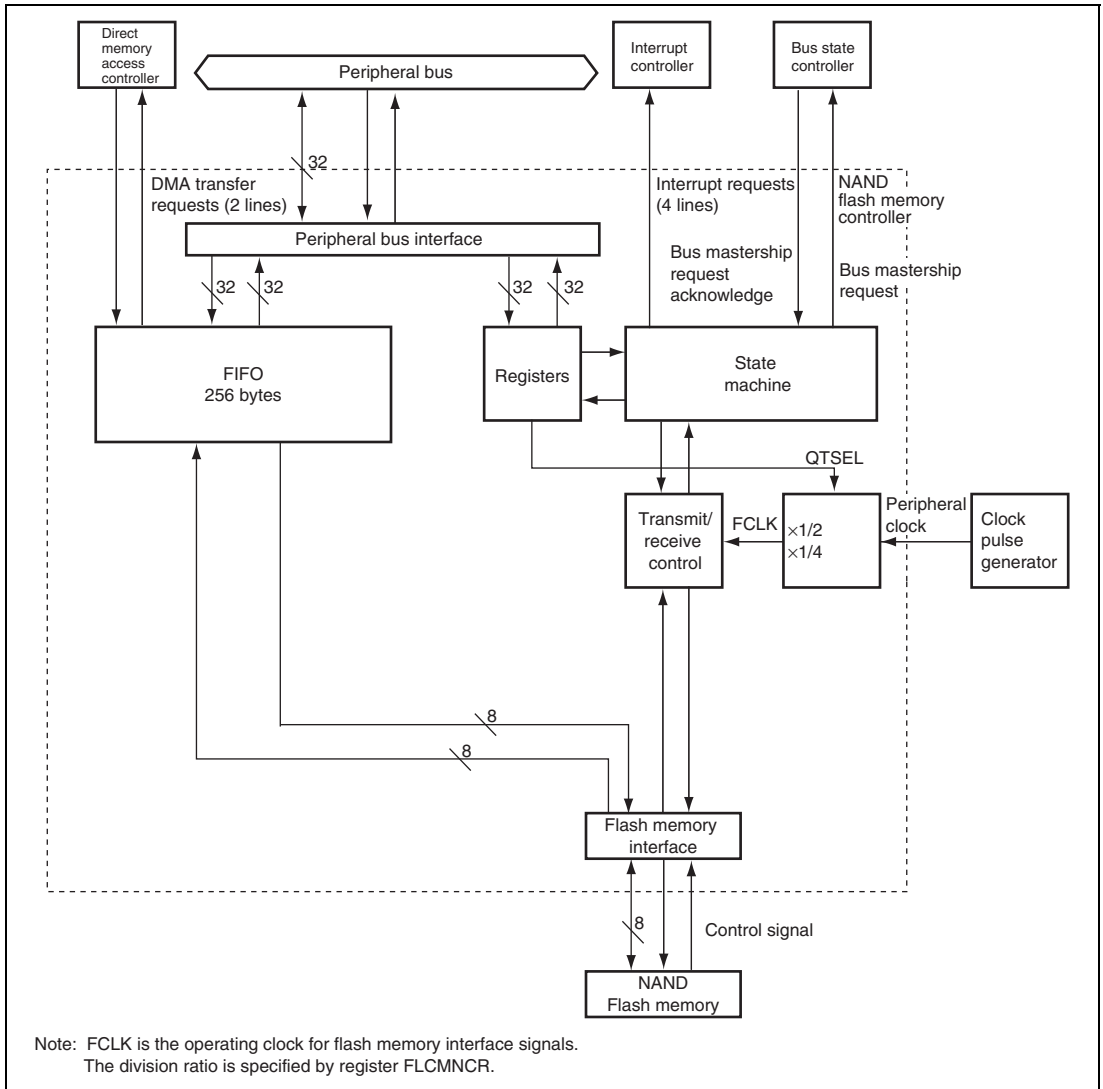 Direct
memory
access
controller
Peripheral bus
Interrupt
controller
Bus state
controller
32
DMA transfer
requests (2 lines)
Interrupt requests
(4 lines)
NAND
flash memory
controller
Peripheral bus interface
Bus mastership
request
acknowledge
Bus mastership
request
32
32
32
32
FIFO
256 bytes
Registers
State
machine
QTSEL
Transmit/
receive
control
FCLK
×1/2
×1/4
Peripheral
clock
Clock
pulse
generator
8
8
Flash memory
interface
8
Control signal
NAND
Flash memory
Note: FCLK is the operating clock for flash memory interface signals.
The division ratio is specified by register FLCMNCR.